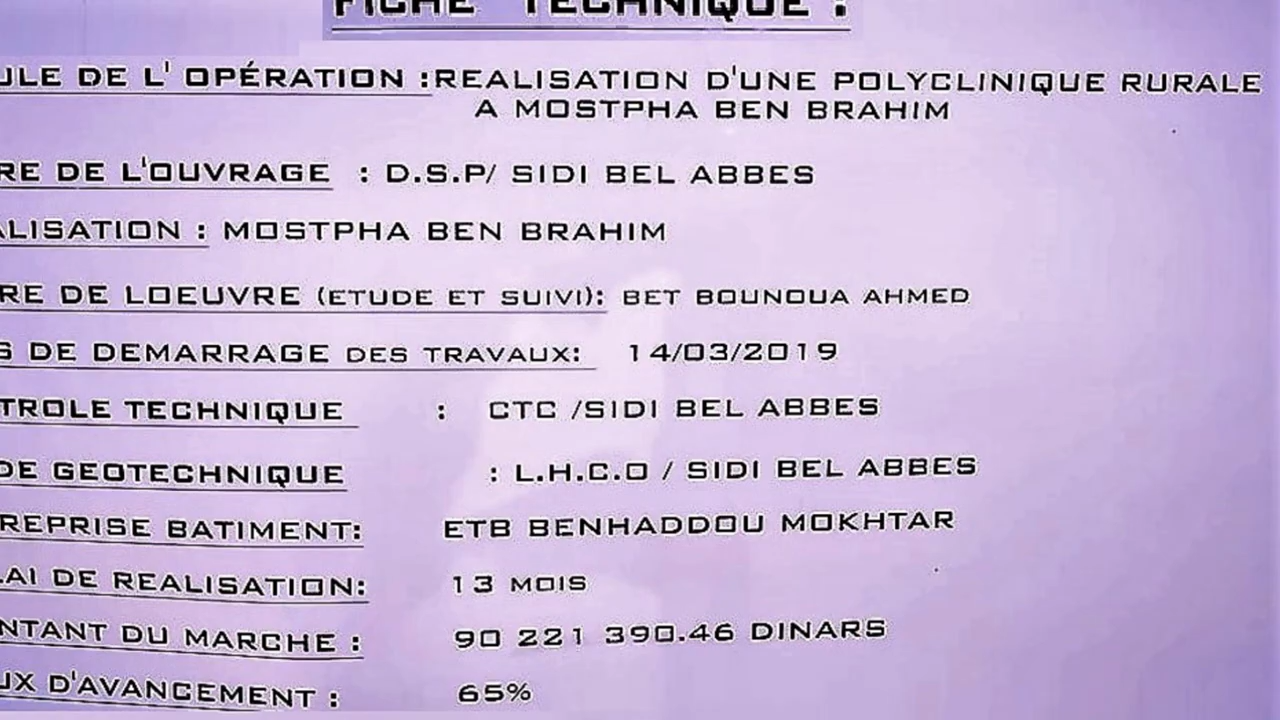 FICHE TECHNIQUE :
ULE DE L' OPÉRATION :REALISATION D'UNE POLYCLINIQUE RURALE
A MOSTPHA BEN BRAHIM
RE DE L'OUVRAGE : D.S.P/ SIDI BEL ABBES
ALISATION : MOSTPHA BEN BRAHIM
RE DE LOEUVRE (ETUDE ET SUIVI): BET BOUNOUA AHMED
S DE DEMARRAGE DES TRAVAUX: 14/03/2019
TROLE TECHNIQUE : CTC /SIDI BEL ABBES
DE GEOTECHNIQUE : L.H.C.O / SIDI BEL ABBES
REPRISE BATIMENT: ETB BENHADDOU MOKHTAR
LAI DE REALISATION: 13 MOIS
NTANT DU MARCHE : 90 221 390.46 DINARS
UX D'AVANCEMENT : 65%